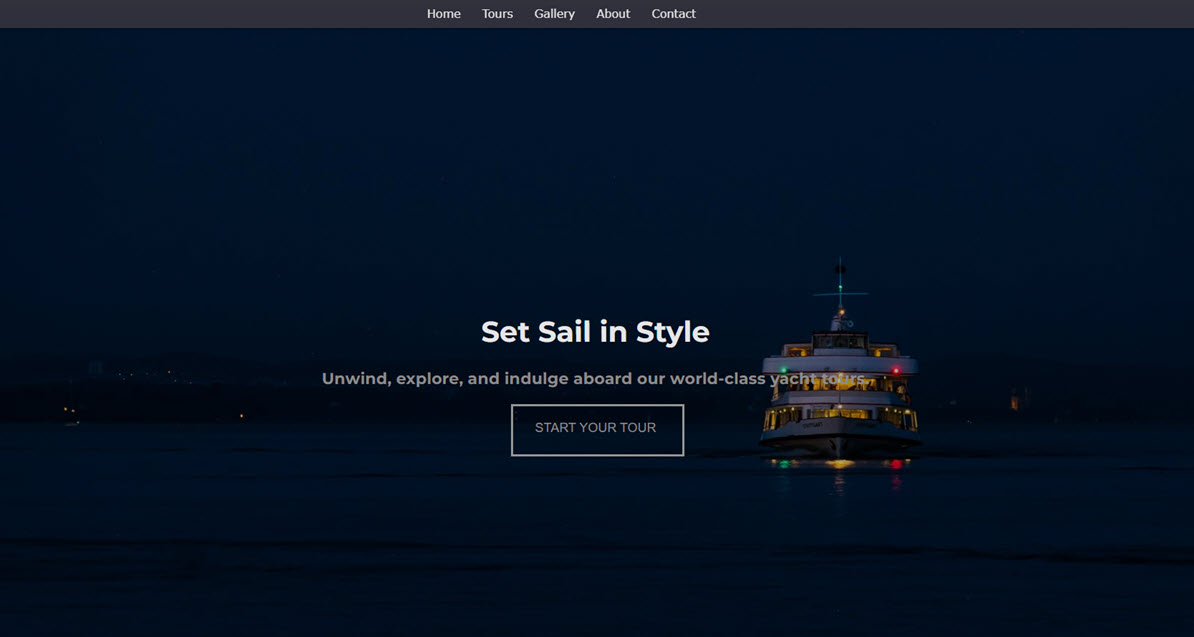 Home Tours Gallery About Contact
Set Sail in Style
Unwind, explore, and indulge aboard our world-class yacht tours.
START YOUR TOUR